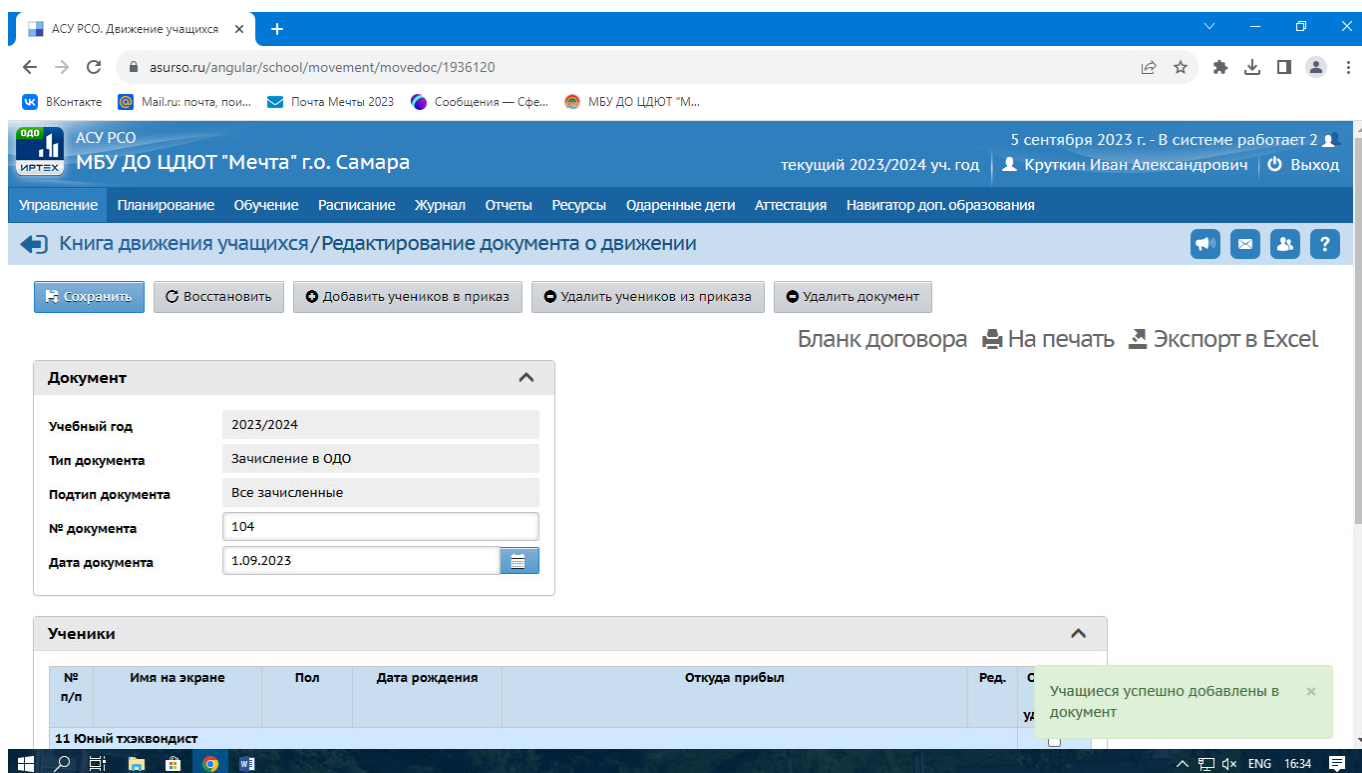 АСУ РСО. Движение учащихся
asurso.ru/angular/school/movement/movedoc/1936120
ВКонтакте Mail.ru: почта, пои... Почта Мечты 2023 Сообщения — Сфе... МБУ ДО ЦДЮТ "М...
ОДО
ИРТЕХ
АСУ РСО
МБУ ДО ЦДЮТ "Мечта" г.о. Самара
5 сентября 2023 г. - В системе работает 2
текущий 2023/2024 уч. год Круткин Иван Александрович Выход
Управление Планирование Обучение Расписание Журнал Отчеты Ресурсы Одаренные дети Аттестация Навигатор доп. образования
Книга движения учащихся/Редактирование документа о движении
?
Сохранить Восстановить Добавить учеников в приказ Удалить учеников из приказа Удалить документ
Бланк договора На печать Экспорт в Excel
Документ
Учебный год 2023/2024
Тип документа Зачисление в ОДО
Подтип документа Все зачисленные
№ документа 104
Дата документа 1.09.2023
Ученики
№ п/п Имя на экране Пол Дата рождения Откуда прибыл Ред.
Учащиеся успешно добавлены в
документ
11 Юный тхэквондист
ENG 16:34